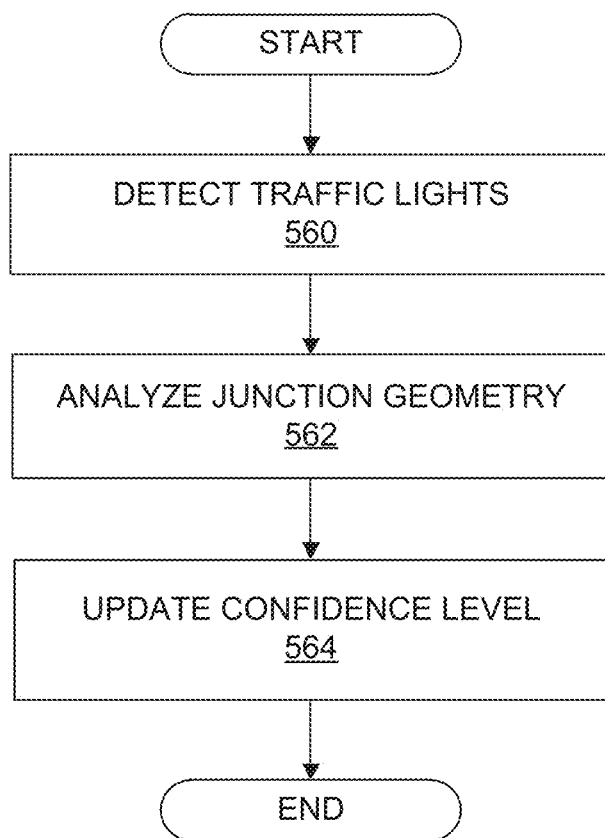 START
DETECT TRAFFIC LIGHTS
560
ANALYZE JUNCTION GEOMETRY
562
UPDATE CONFIDENCE LEVEL
564
END